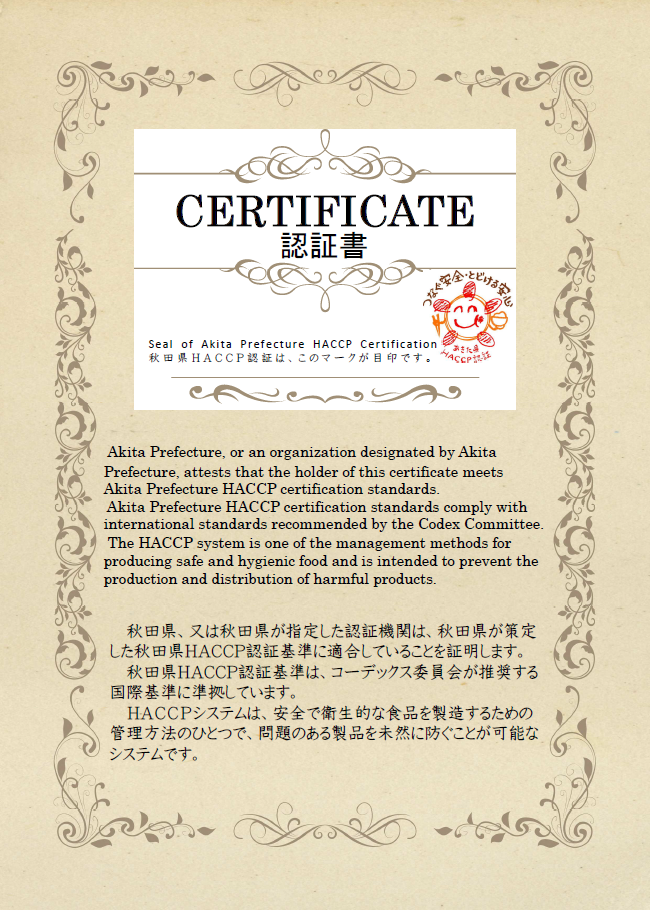 CERTIFICATE
認証書
つなぐ安全・とどける安心
あきた県
HACCP認証
Seal of Akita Prefecture HACCP Certification
秋田県HACCP認証は、このマークが目印です。
Akita Prefecture, or an organization designated by Akita
Prefecture, attests that the holder of this certificate meets
Akita Prefecture HACCP certification standards.
Akita Prefecture HACCP certification standards comply with
international standards recommended by the Codex Committee.
The HACCP system is one of the management methods for
producing safe and hygienic food and is intended to prevent the
production and distribution of harmful products.
秋田県、又は秋田県が指定した認証機関は、秋田県が策定
した秋田県HACCP認証基準に適合していることを証明します。
秋田県HACCP認証基準は、コーデックス委員会が推奨する
国際基準に準拠しています。
HACCPシステムは、安全で衛生的な食品を製造するための
管理方法のひとつで、問題のある製品を未然に防ぐことが可能な
システムです。